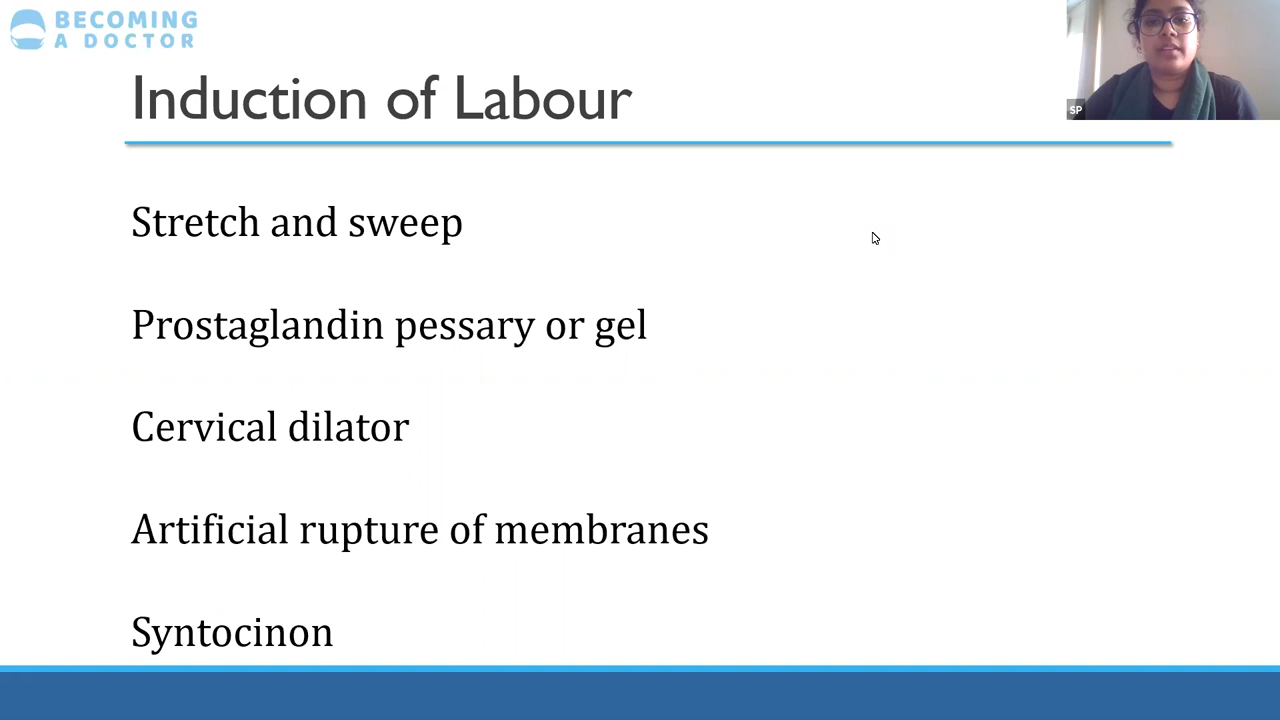 BECOMING
A DOCTOR
Induction of Labour
SP
Stretch and sweep
Prostaglandin pessary or gel
Cervical dilator
Artificial rupture of membranes
Syntocinon